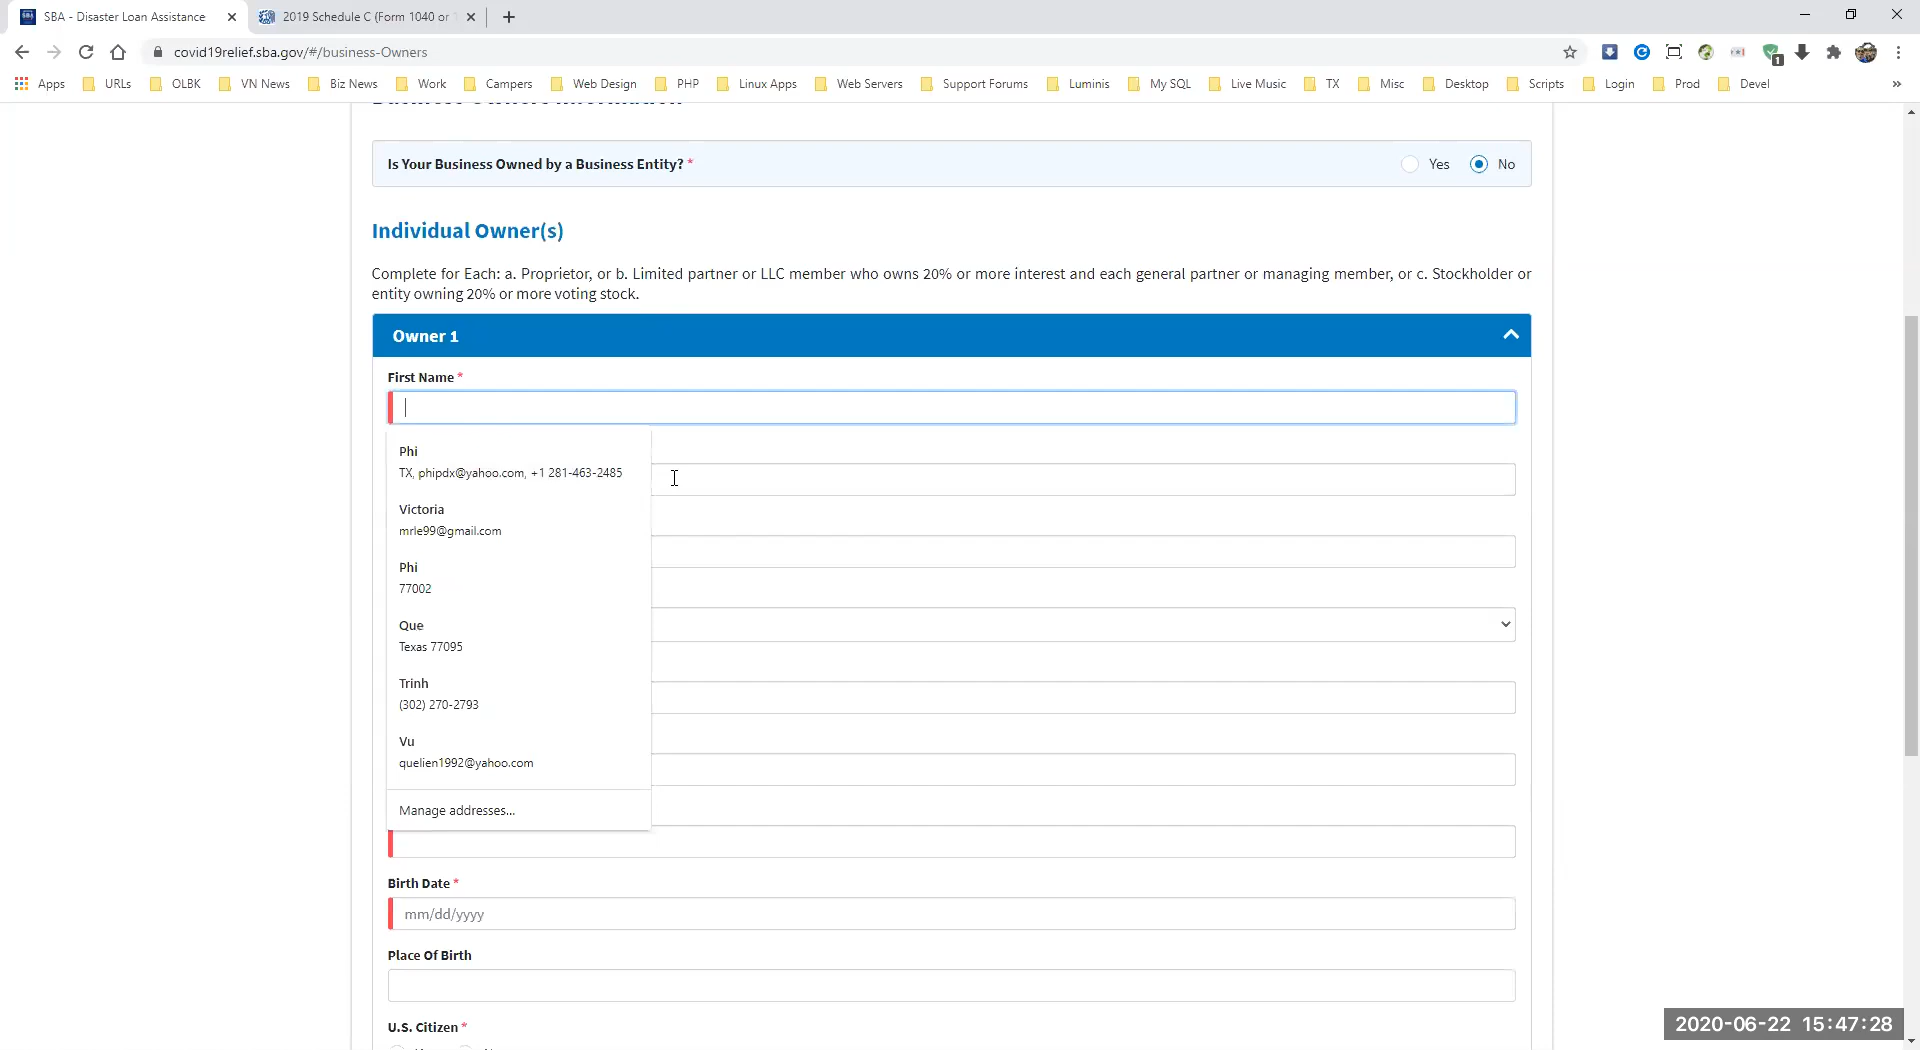 SBA - Disaster Loan Assistance
2019 Schedule C (Form 1040 or
covid19relief.sba.gov/#/business-Owners
Apps URLs OLBK VN News Biz News Work Campers Web Design PHP Linux Apps Web Servers Support Forums Luminis My SQL Live Music TX Misc Desktop Scripts Login Prod Devel »
Is Your Business Owned by a Business Entity? * Yes No
Individual Owner(s)
Complete for Each: a. Proprietor, or b. Limited partner or LLC member who owns 20% or more interest and each general partner or managing member, or c. Stockholder or
entity owning 20% or more voting stock.
Owner 1
First Name *
Phi
TX, phipdx@yahoo.com, +1 281-463-2485
Victoria
mrle99@gmail.com
Phi
77002
Que
Texas 77095
Trinh
(302) 270-2793
Vu
quelien1992@yahoo.com
Manage addresses...
Birth Date *
mm/dd/yyyy
Place Of Birth
U.S. Citizen *
2020-06-22 15:47:28